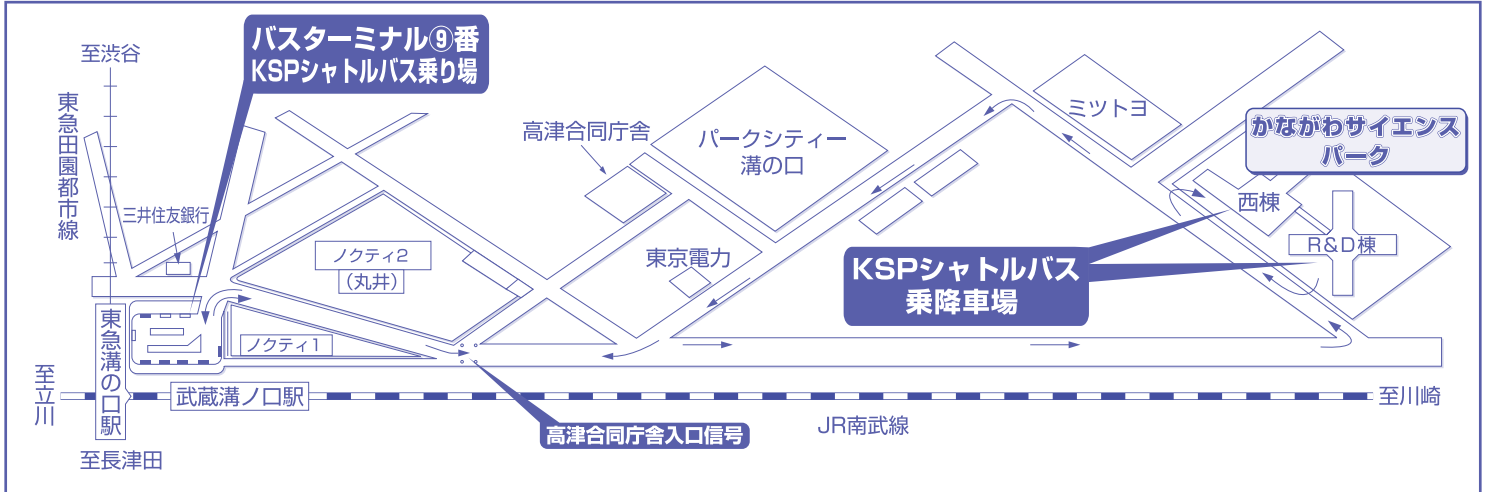 至渋谷
東急田園都市線
バスターミナル⑨番
KSPシャトルバス乗り場
三井住友銀行
高津合同庁舎
パークシティー
溝の口
ミツトヨ
かながわサイエンス
パーク
西棟
R&D棟
ノクティ2
(丸井)
東京電力
KSPシャトルバス
乗降車場
ノクティ1
東急溝の口駅
至立川
武蔵溝ノ口駅
至川崎
高津合同庁舎入口信号
JR南武線
至長津田